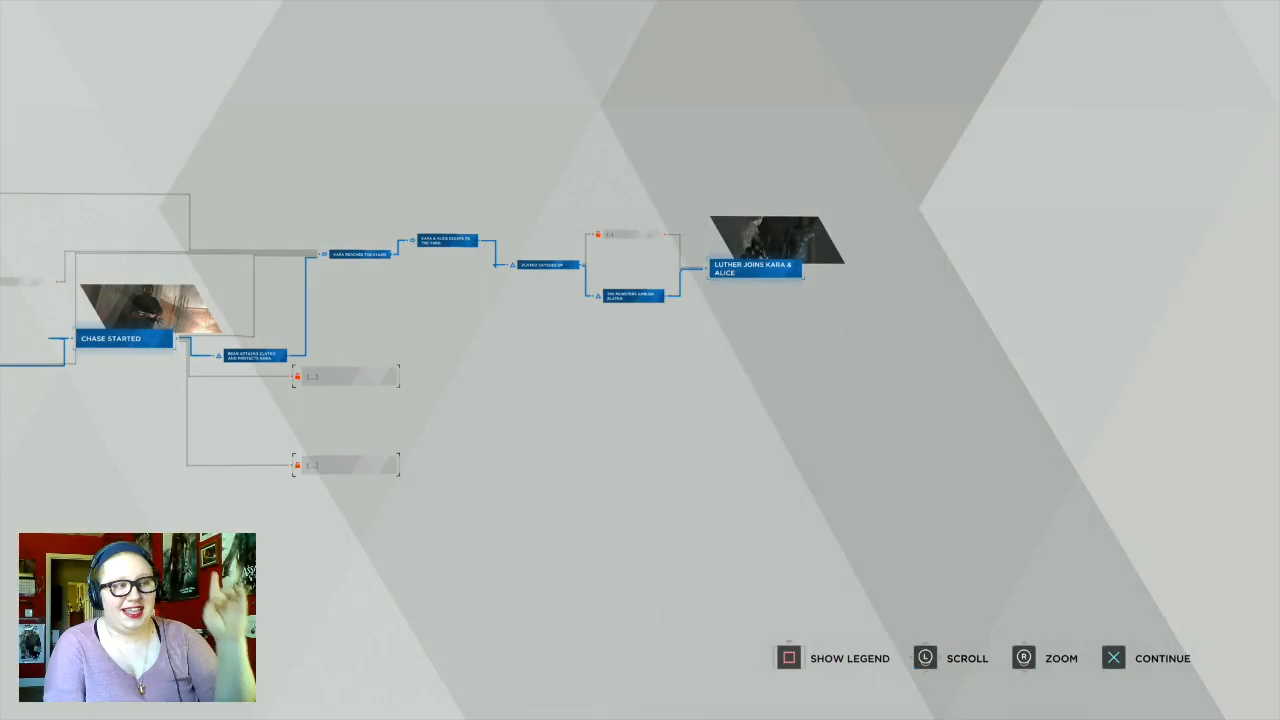 KARA & ALICE ESCAPE TO
THE YARD
KARA REACHES THE STAIRS
ZLATKO CATCHES UP
[...]
LUTHER JOINS KARA &
ALICE
THE MONSTERS AMBUSH
ZLATKO
CHASE STARTED
BEAR ATTACKS ZLATKO
AND PROTECTS KARA
[...]
[...]
SHOW LEGEND
L
SCROLL
R
ZOOM
CONTINUE